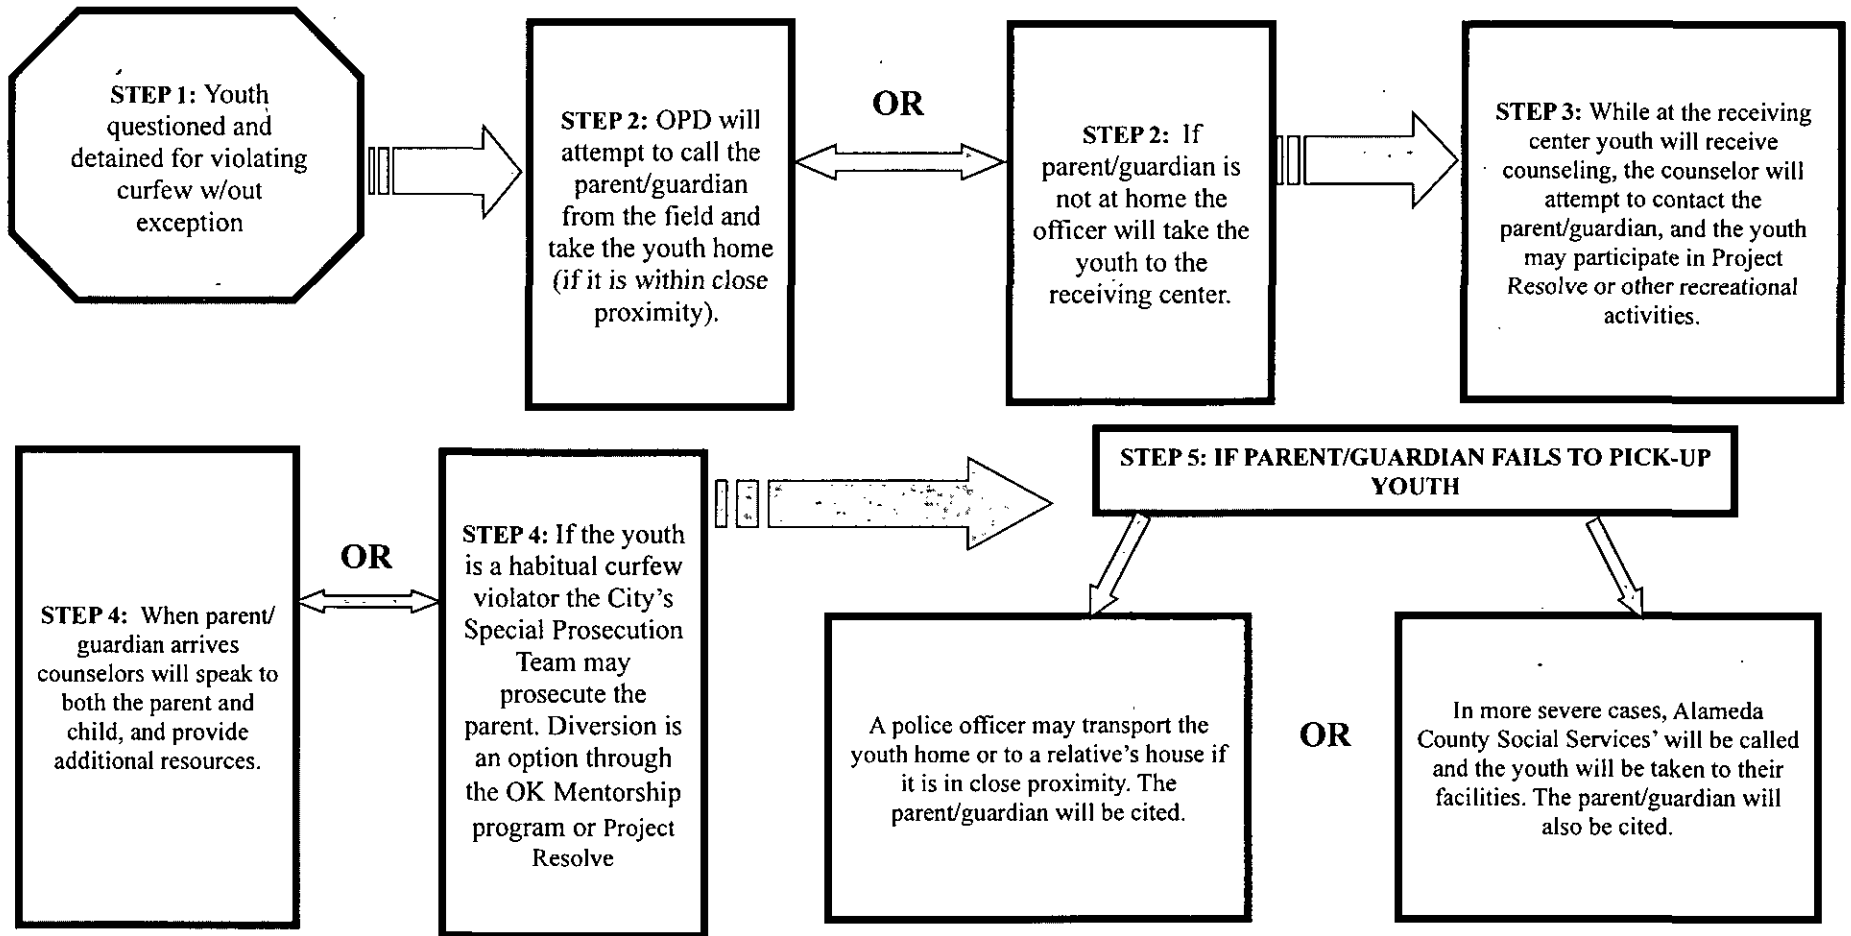 STEP 1: Youth
questioned and
detained for violating
curfew w/out
exception
STEP 2: OPD will
attempt to call the
parent/guardian
from the field and
take the youth home
(if it is within close
proximity).
OR
STEP 2: If
parent/guardian is
not at home the
officer will take the
youth to the
receiving center.
STEP 3: While at the receiving
center youth will receive
counseling, the counselor will
attempt to contact the
parent/guardian, and the youth
may participate in Project
Resolve or other recreational
activities.
STEP 4: When parent/
guardian arrives
counselors will speak to
both the parent and
child, and provide
additional resources.
OR
STEP 4: If the youth
is a habitual curfew
violator the City's
Special Prosecution
Team may
prosecute the
parent. Diversion is
an option through
the OK Mentorship
program or Project
Resolve
STEP 5: IF PARENT/GUARDIAN FAILS TO PICK-UP
YOUTH
A police officer may transport the
youth home or to a relative's house if
it is in close proximity. The
parent/guardian will be cited.
OR
In more severe cases, Alameda
County Social Services' will be called
and the youth will be taken to their
facilities. The parent/guardian will
also be cited.